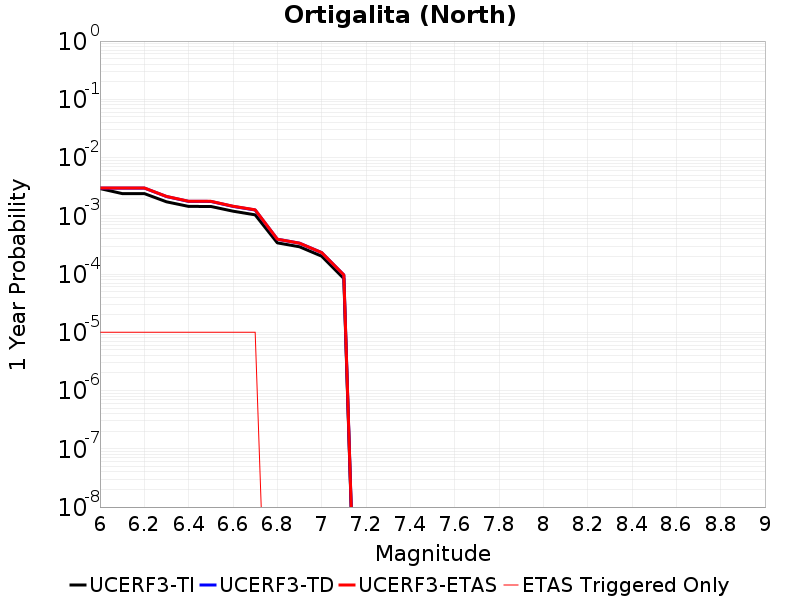 Ortigalita (North)
10^0
10^-1
10^-2
10^-3
10^-4
10^-5
10^-6
10^-7
10^-8
1 Year Probability
6 6.2 6.4 6.6 6.8 7 7.2 7.4 7.6 7.8 8 8.2 8.4 8.6 8.8 9
Magnitude
UCERF3-TI UCERF3-TD UCERF3-ETAS ETAS Triggered Only